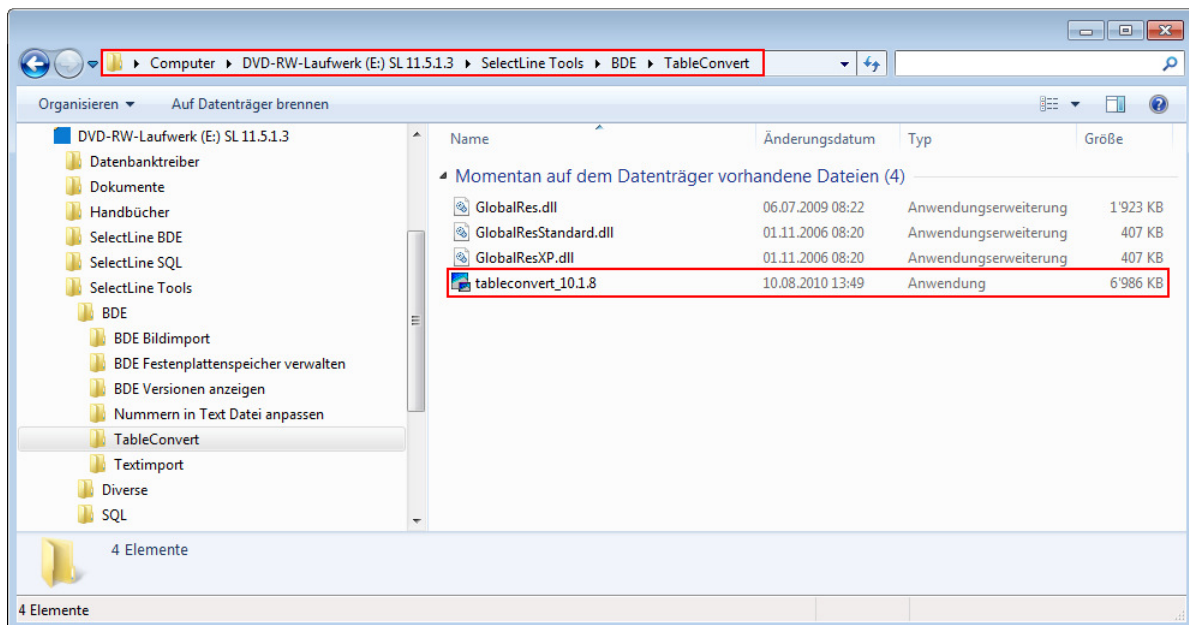 Computer ▸ DVD-RW-Laufwerk (E:) SL 11.5.1.3 ▸ SelectLine Tools ▸ BDE ▸ TableConvert
Organisieren Auf Datenträger brennen
DVD-RW-Laufwerk (E:) SL 11.5.1.3
Datenbanktreiber
Dokumente
Handbücher
SelectLine BDE
SelectLine SQL
SelectLine Tools
BDE
BDE Bildimport
BDE Festenplattenspeicher verwalten
BDE Versionen anzeigen
Nummern in Text Datei anpassen
TableConvert
Textimport
Diverse
SQL
Name Änderungsdatum Typ Größe
Momentan auf dem Datenträger vorhandene Dateien (4)
GlobalRes.dll 06.07.2009 08:22 Anwendungserweiterung 1'923 KB
GlobalResStandard.dll 01.11.2006 08:20 Anwendungserweiterung 407 KB
GlobalResXP.dll 01.11.2006 08:20 Anwendungserweiterung 407 KB
tableconvert_10.1.8 10.08.2010 13:49 Anwendung 6'986 KB
4 Elemente
4 Elemente